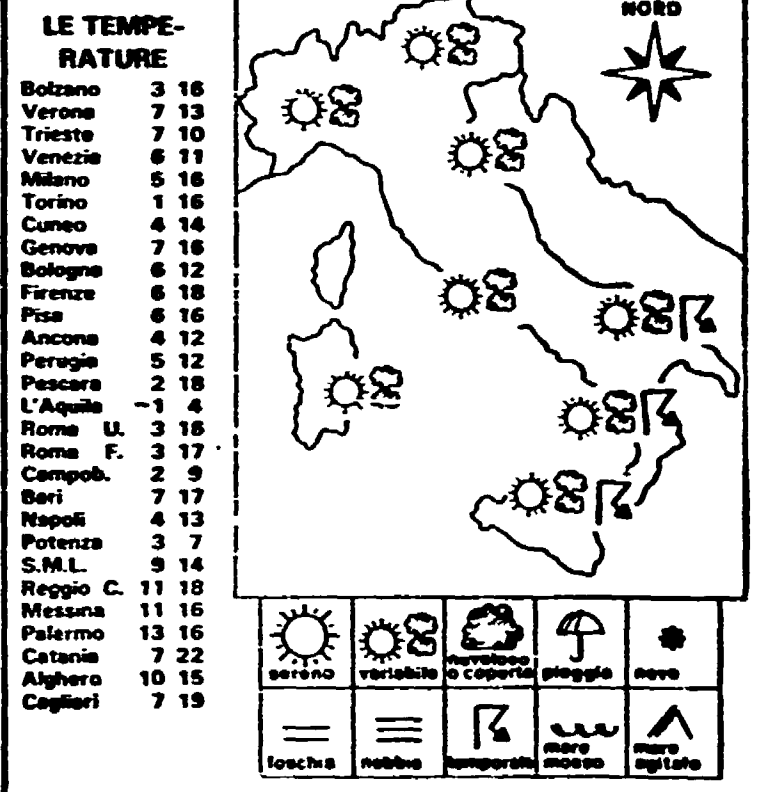 LE TEMPE-
RATURE
Bolzano 3 16
Verona 7 13
Trieste 7 10
Venezia 6 11
Milano 5 16
Torino 1 16
Cuneo 4 14
Genova 7 16
Bologna 6 12
Firenze 6 18
Pisa 6 16
Ancona 4 12
Perugia 5 12
Pescara 2 18
L'Aquila -1 4
Roma U. 3 16
Roma F. 3 17
Campob. 2 9
Bari 7 17
Napoli 4 13
Potenza 3 7
S.M.L. 9 14
Reggio C. 11 18
Messina 11 16
Palermo 13 16
Catania 7 22
Alghero 10 15
Cagliari 7 19
NORD
sereno
variabile
nuvoloso
o coperto
pioggia
neve
foschia
nebbia
temporale
mare
mosso
mare
agitato